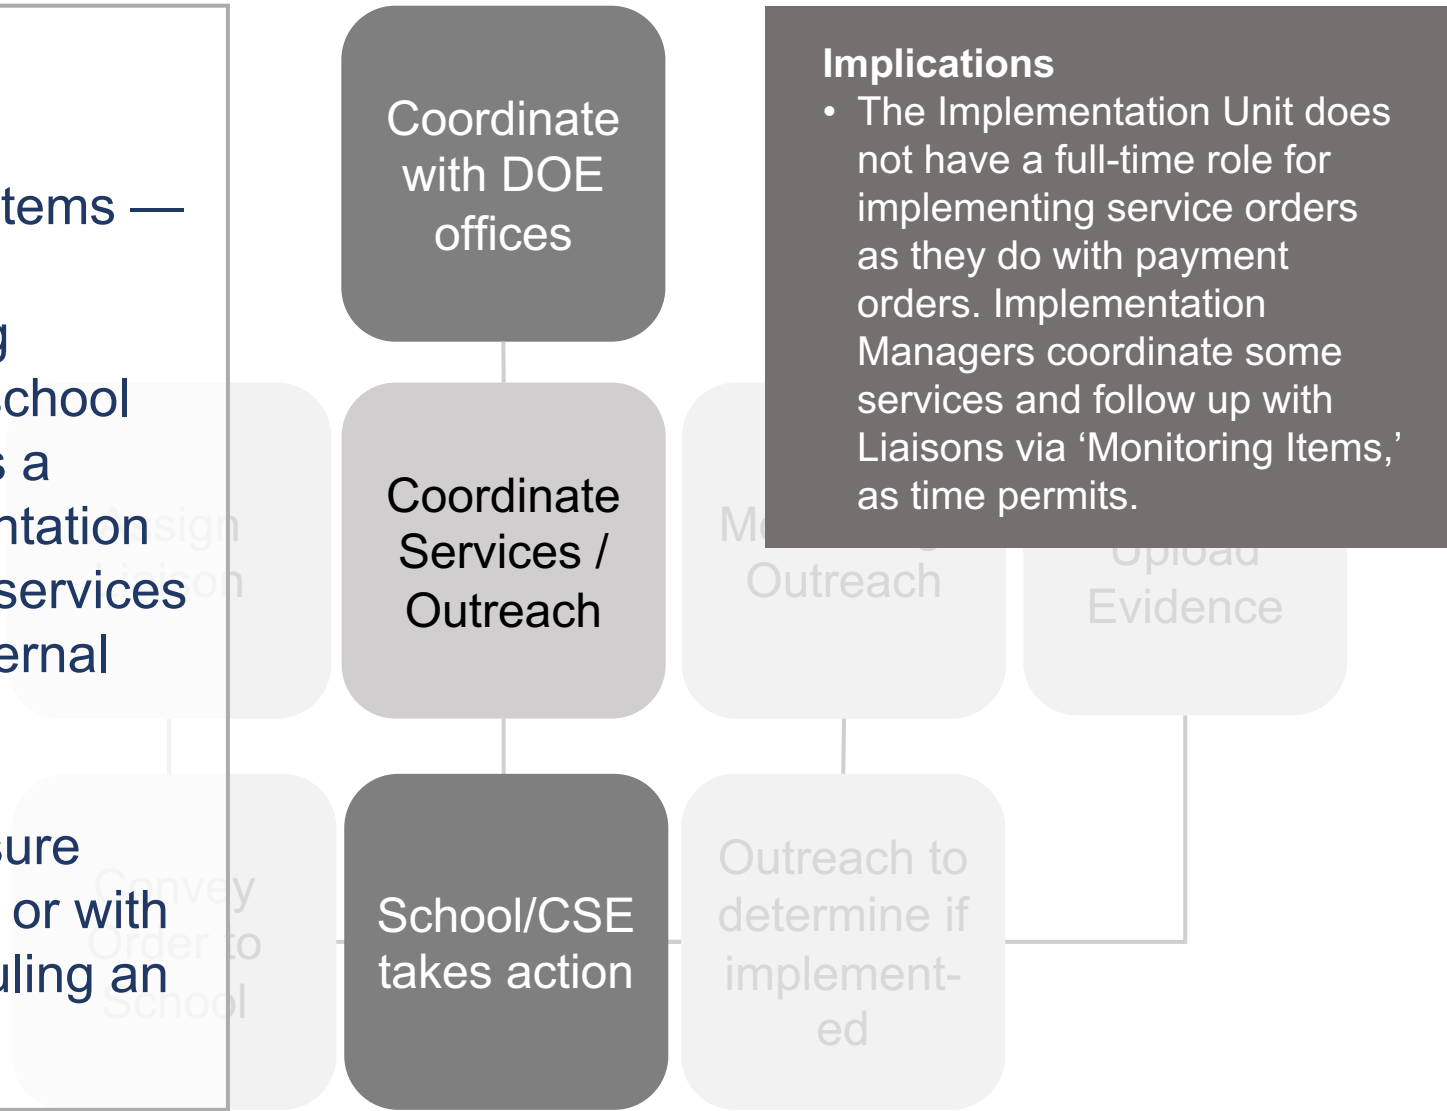 tems —
g
school
s a
ntation
services
ernal
sure
or with
uling an
Coordinate
with DOE
offices
Implications
• The Implementation Unit does
not have a full-time role for
implementing service orders
as they do with payment
orders. Implementation
Managers coordinate some
services and follow up with
Liaisons via ‘Monitoring Items,’
as time permits.
Assign
Liaison
Coordinate
Services /
Outreach
Outreach
Upload
Evidence
Convey
Order to
School
School/CSE
takes action
Outreach to
determine if
implement-
ed